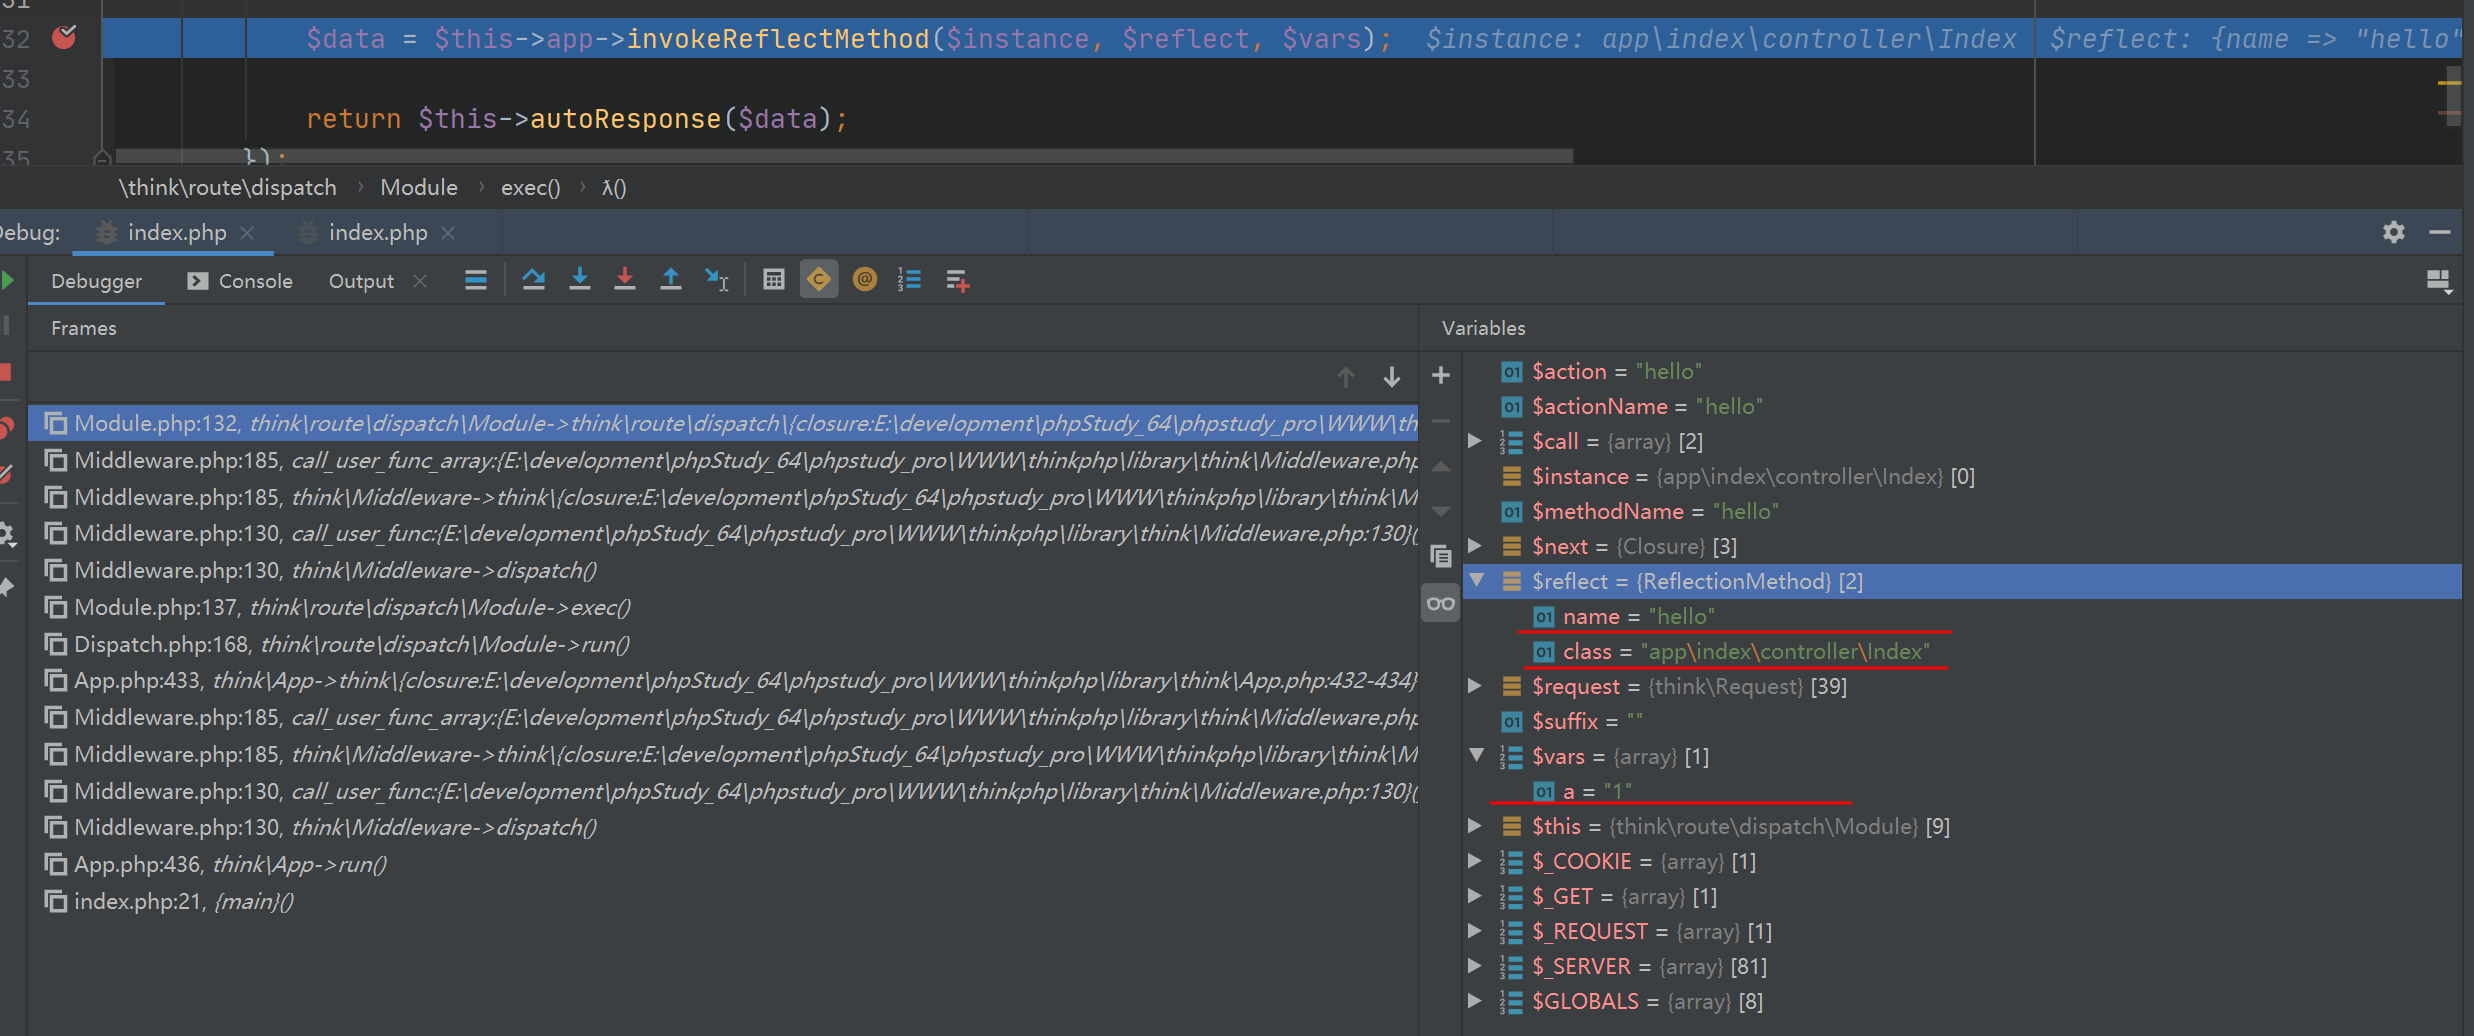 31
32 $data = $this->app->invokeReflectMethod($instance, $reflect, $vars); $instance: app\index\controller\Index $reflect: {name => "hello"
33
34 return $this->autoResponse($data);
35 });
\think\route\dispatch › Module › exec() › λ()
Debug: index.php × index.php ×
Debugger Console Output ×
Frames
Module.php:132, think\route\dispatch\Module->think\route\dispatch\{closure:E:\development\phpStudy_64\phpstudy_pro\WWW\th
Middleware.php:185, call_user_func_array:{E:\development\phpStudy_64\phpstudy_pro\WWW\thinkphp\library\think\Middleware.php
Middleware.php:185, think\Middleware->think\{closure:E:\development\phpStudy_64\phpstudy_pro\WWW\thinkphp\library\think\M
Middleware.php:130, call_user_func:{E:\development\phpStudy_64\phpstudy_pro\WWW\thinkphp\library\think\Middleware.php:130}(
Middleware.php:130, think\Middleware->dispatch()
Module.php:137, think\route\dispatch\Module->exec()
Dispatch.php:168, think\route\dispatch\Module->run()
App.php:433, think\App->think\{closure:E:\development\phpStudy_64\phpstudy_pro\WWW\thinkphp\library\think\App.php:432-434}
Middleware.php:185, call_user_func_array:{E:\development\phpStudy_64\phpstudy_pro\WWW\thinkphp\library\think\Middleware.php
Middleware.php:185, think\Middleware->think\{closure:E:\development\phpStudy_64\phpstudy_pro\WWW\thinkphp\library\think\M
Middleware.php:130, call_user_func:{E:\development\phpStudy_64\phpstudy_pro\WWW\thinkphp\library\think\Middleware.php:130}(
Middleware.php:130, think\Middleware->dispatch()
App.php:436, think\App->run()
index.php:21, {main}()
Variables
$action = "hello"
$actionName = "hello"
$call = {array} [2]
$instance = {app\index\controller\Index} [0]
$methodName = "hello"
$next = {Closure} [3]
$reflect = {ReflectionMethod} [2]
name = "hello"
class = "app\index\controller\Index"
$request = {think\Request} [39]
$suffix = ""
$vars = {array} [1]
a = "1"
$this = {think\route\dispatch\Module} [9]
$_COOKIE = {array} [1]
$_GET = {array} [1]
$_REQUEST = {array} [1]
$_SERVER = {array} [81]
$GLOBALS = {array} [8]